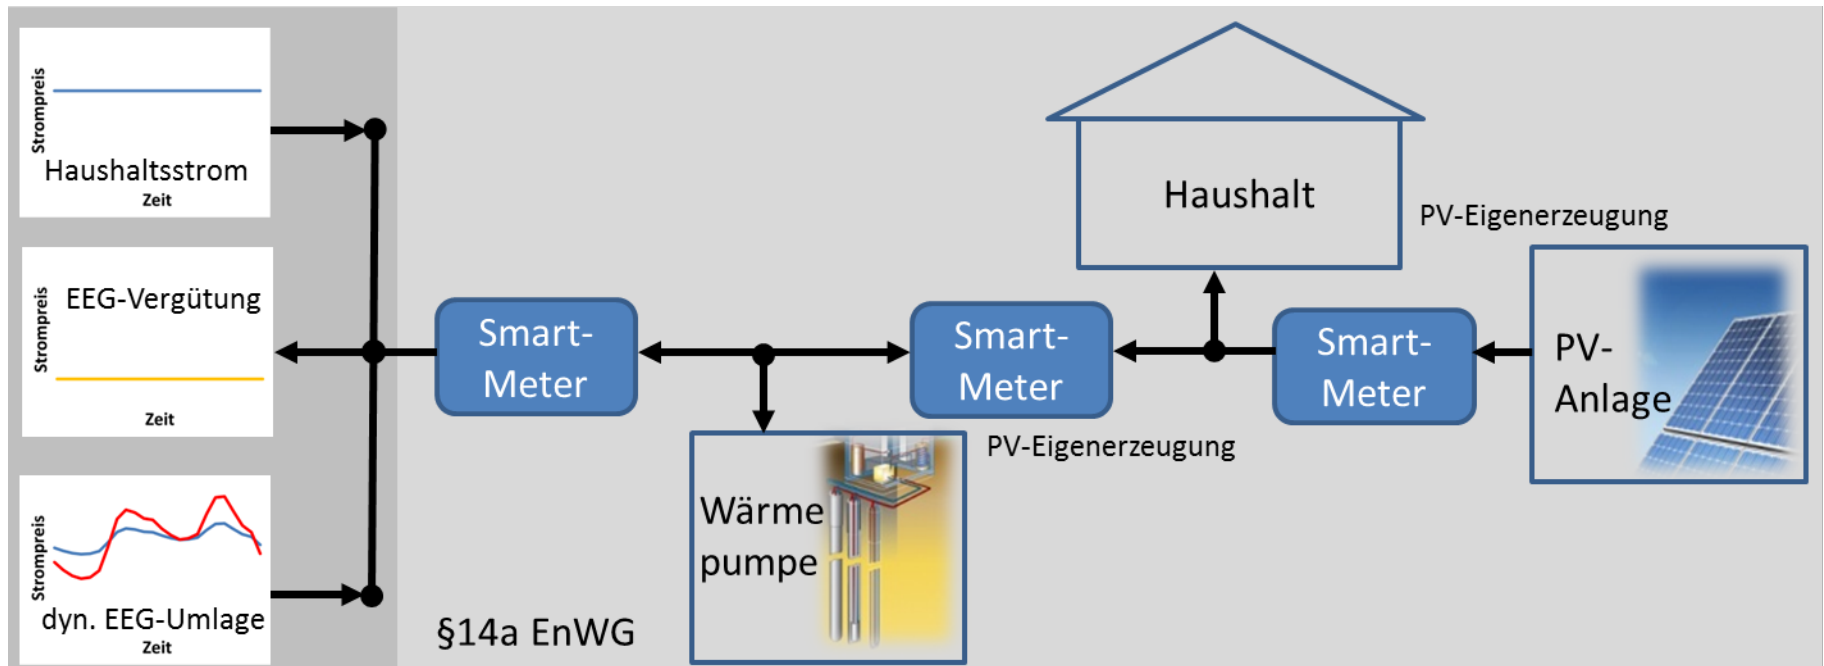 Strompreis
Haushaltsstrom
Zeit
Strompreis
EEG-Vergütung
Zeit
Strompreis
dyn. EEG-Umlage
Zeit
Smart-
Meter
Smart-
Meter
Smart-
Meter
Haushalt
PV-Eigenerzeugung
PV-
Anlage
PV-Eigenerzeugung
Wärme
pumpe
§14a EnWG